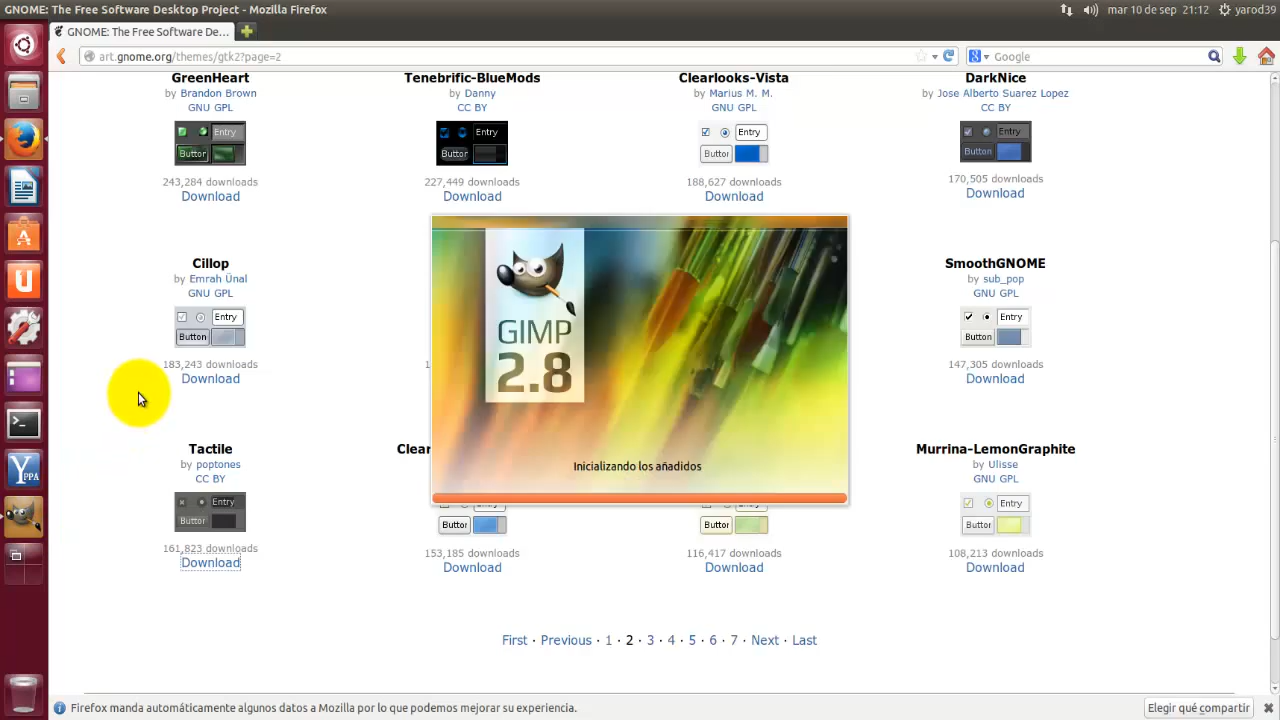 GNOME: The Free Software Desktop Project - Mozilla Firefox
mar 10 de sep 21:12 yarod39
GNOME: The Free Software De...
art.gnome.org/themes/gtk2?page=2
Google
GreenHeart
by Brandon Brown
GNU GPL
Entry
Button
243,284 downloads
Download
Tenebrific-BlueMods
by Danny
CC BY
Entry
Button
227,449 downloads
Download
Clearlooks-Vista
by Marius M. M.
GNU GPL
Entry
Button
188,627 downloads
Download
DarkNice
by Jose Alberto Suarez Lopez
CC BY
Entry
Button
170,505 downloads
Download
Cillop
by Emrah Ünal
GNU GPL
Entry
Button
183,243 downloads
Download
GIMP
2.8
Inicializando los añadidos
SmoothGNOME
by sub_pop
GNU GPL
Entry
Button
147,305 downloads
Download
Tactile
by poptones
CC BY
Entry
Button
161,823 downloads
Download
Clear
Button
153,185 downloads
Download
Button
116,417 downloads
Download
Murrina-LemonGraphite
by Ulisse
GNU GPL
Entry
Button
108,213 downloads
Download
First · Previous · 1 · 2 · 3 · 4 · 5 · 6 · 7 · Next · Last
Firefox manda automáticamente algunos datos a Mozilla por lo que podemos mejorar su experiencia.
Elegir qué compartir
YPPA